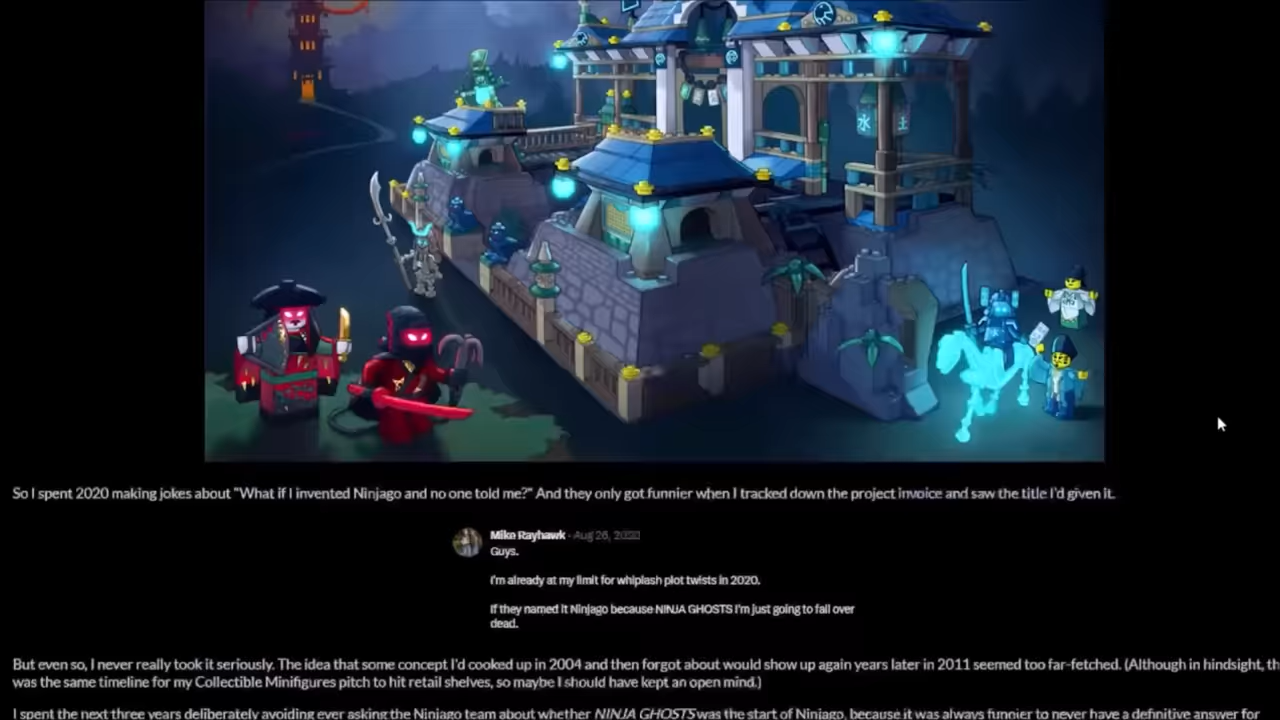 水
土
So I spent 2020 making jokes about "What if I invented Ninjago and no one told me?" And they only got funnier when I tracked down the project invoice and saw the title I'd given it.
Mike Rayhawk · Aug 26, 2020
Guys.
I'm already at my limit for whiplash plot twists in 2020.
If they named it Ninjago because NINJA GHOSTS I'm just going to fall over
dead.
But even so, I never really took it seriously. The idea that some concept I'd cooked up in 2004 and then forgot about would show up again years later in 2011 seemed too far-fetched. (Although in hindsight, th
was the same timeline for my Collectible Minifigures pitch to hit retail shelves, so maybe I should have kept an open mind.)
I spent the next three years deliberately avoiding ever asking the Ninjago team about whether NINJA GHOSTS was the start of Ninjago, because it was always funnier to never have a definitive answer for